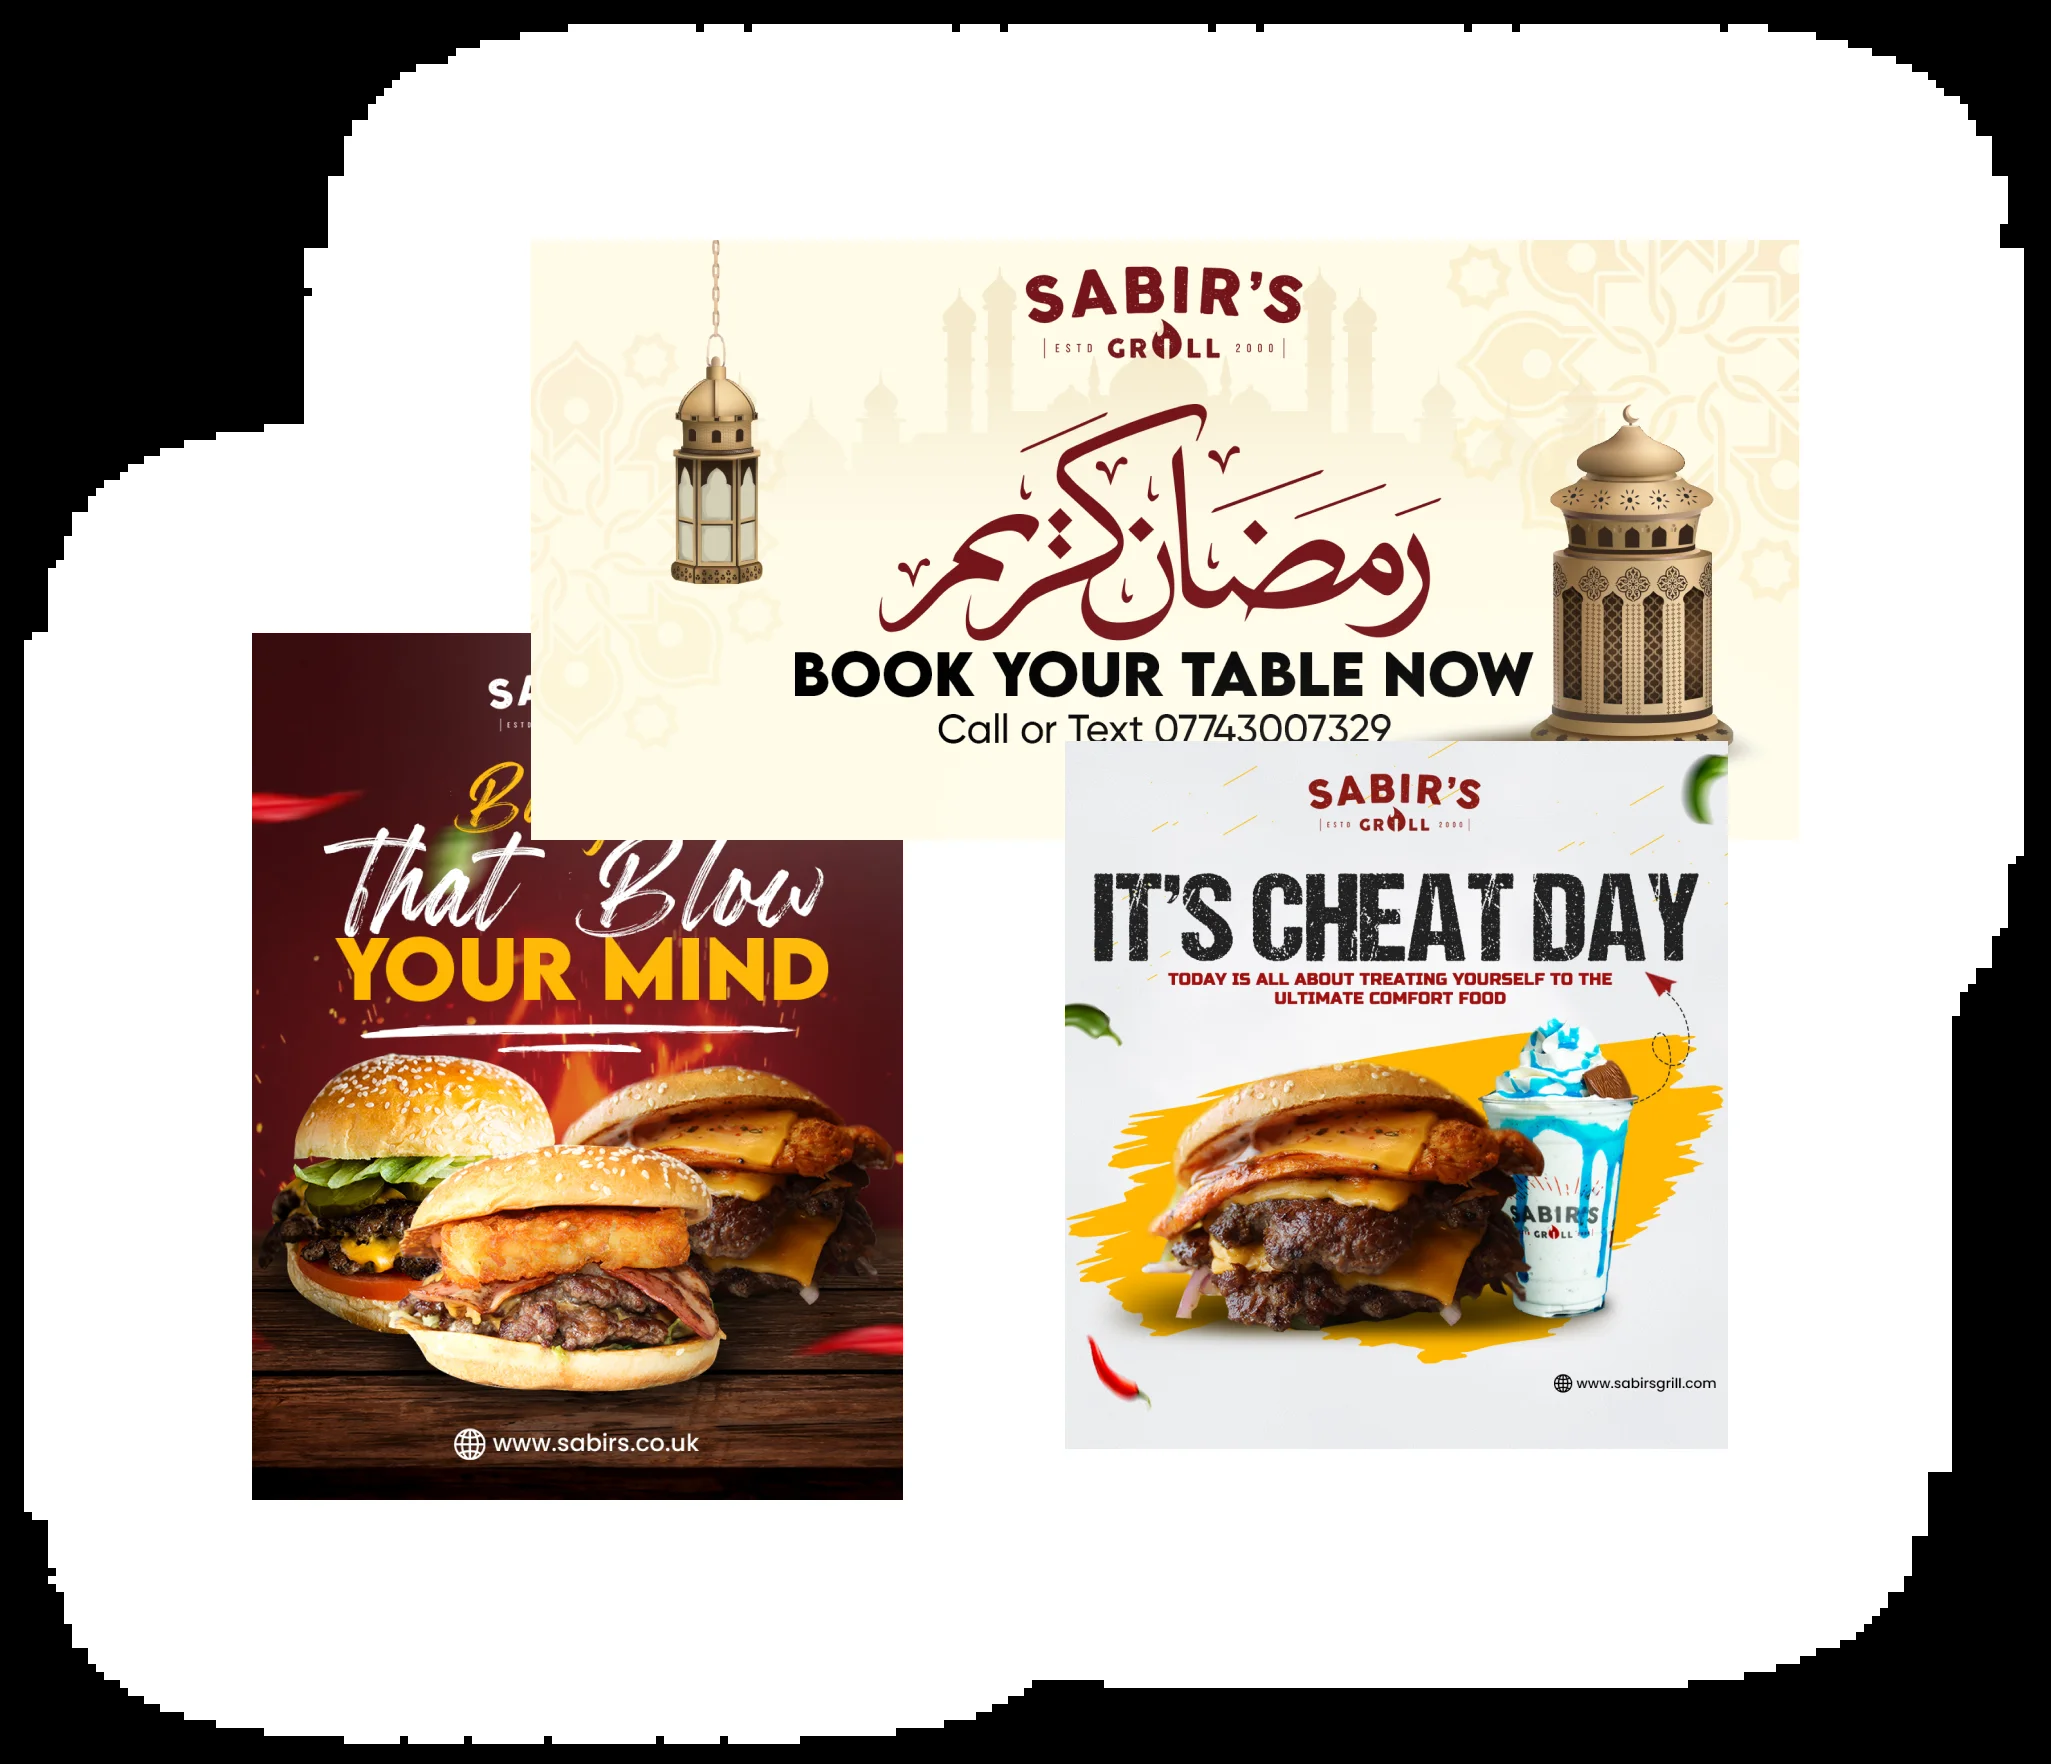 SABIR'S
ESTD GRILL 2000
رمضان كريم
BOOK YOUR TABLE NOW
Call or Text 07743007329
That Blow
YOUR MIND
www.sabirs.co.uk
SABIR'S
ESTD GRILL 2000
IT'S CHEAT DAY
TODAY IS ALL ABOUT TREATING YOURSELF TO THE
ULTIMATE COMFORT FOOD
SABIR'S
GRILL
www.sabirsgrill.com